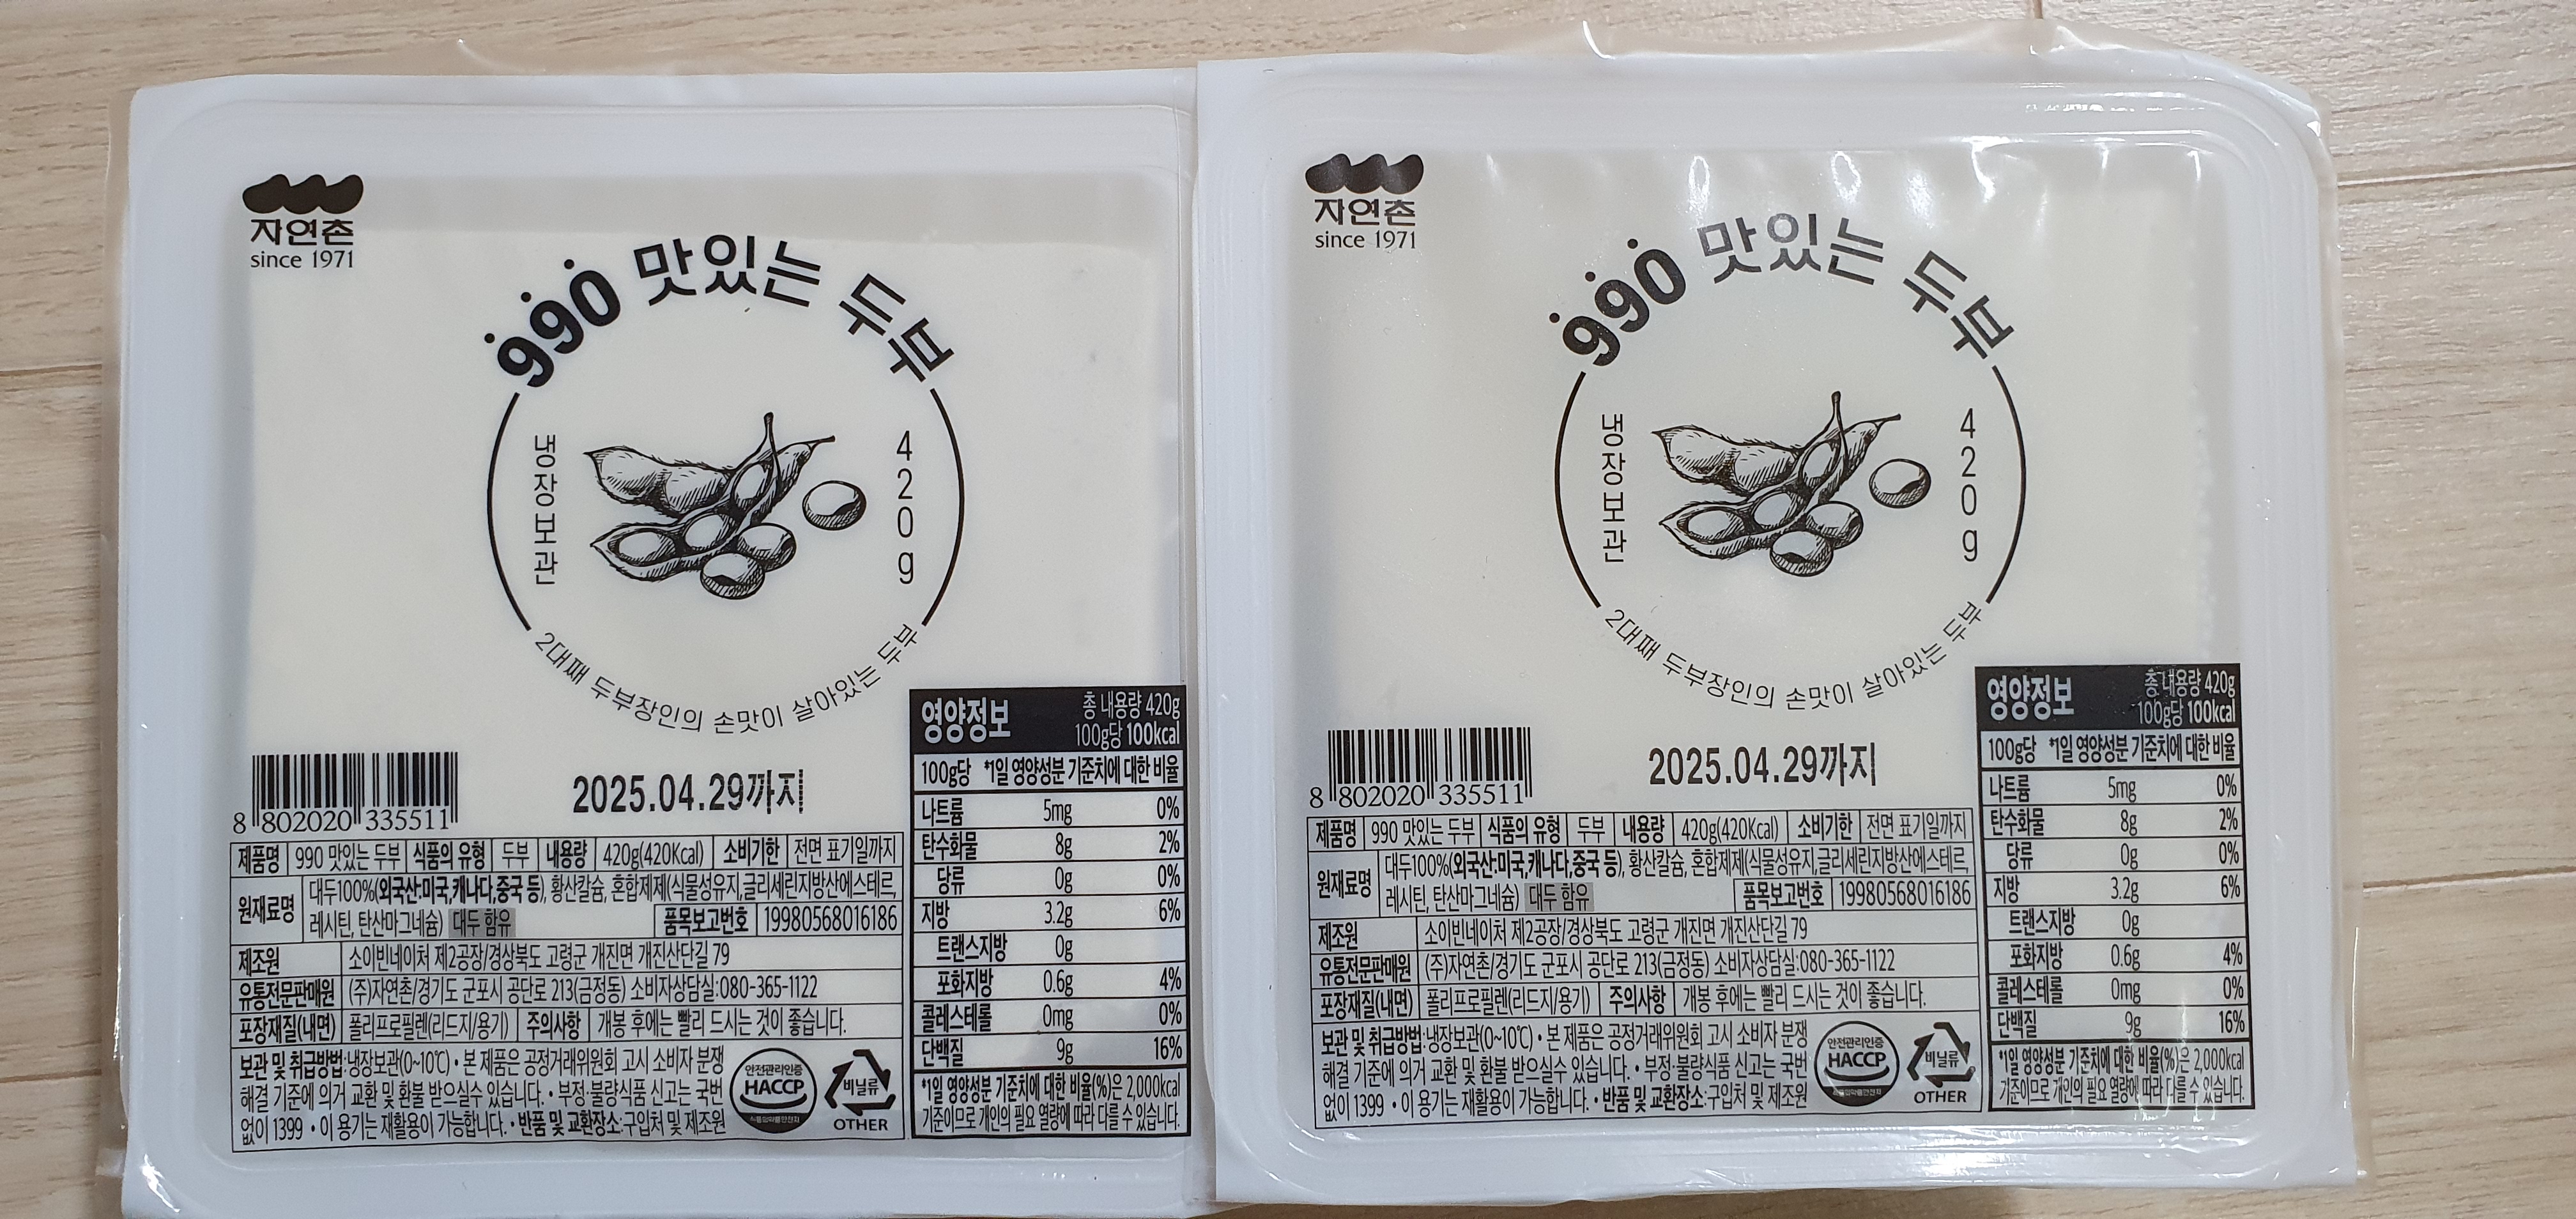 자연촌
since 1971
990 맛있는 두부
냉장보관
420g
2대째 두부장인의 손맛이 살아있는 두부
8 802020 335511
2025.04.29까지
제품명 990 맛있는 두부 식품의 유형 두부 내용량 420g(420Kcal) 소비기한 전면 표기일까지
원재료명 대두100%(외국산:미국,캐나다,중국 등), 황산칼슘, 혼합제제(식물성유지,글리세린지방산에스테르,
레시틴, 탄산마그네슘) 대두 함유 품목보고번호 19980568016186
제조원 소이빈네이처 제2공장/경상북도 고령군 개진면 개진산단길 79
유통전문판매원 (주)자연촌/경기도 군포시 공단로 213(금정동) 소비자상담실:080-365-1122
포장재질(내면) 폴리프로필렌(리드지/용기) 주의사항 개봉 후에는 빨리 드시는 것이 좋습니다.
보관 및 취급방법:냉장보관(0~10℃) • 본 제품은 공정거래위원회 고시 소비자 분쟁
해결 기준에 의거 교환 및 환불 받으실수 있습니다. • 부정·불량식품 신고는 국번
없이 1399 • 이 용기는 재활용이 가능합니다. • 반품 및 교환장소:구입처 및 제조원
안전관리인증
HACCP
비닐류
OTHER
영양정보
총 내용량 420g
100g당 100kcal
100g당 *1일 영양성분 기준치에 대한 비율
나트륨 5mg 0%
탄수화물 8g 2%
당류 0g 0%
지방 3.2g 6%
트랜스지방 0g
포화지방 0.6g 4%
콜레스테롤 0mg 0%
단백질 9g 16%
*1일 영양성분 기준치에 대한 비율(%)은 2,000kcal
기준이므로 개인의 필요 열량에 따라 다를 수 있습니다.
자연촌
since 1971
990 맛있는 두부
냉장보관
420g
2대째 두부장인의 손맛이 살아있는 두부
8 802020 335511
2025.04.29까지
제품명 990 맛있는 두부 식품의 유형 두부 내용량 420g(420Kcal) 소비기한 전면 표기일까지
원재료명 대두100%(외국산:미국,캐나다,중국 등), 황산칼슘, 혼합제제(식물성유지,글리세린지방산에스테르,
레시틴, 탄산마그네슘) 대두 함유 품목보고번호 19980568016186
제조원 소이빈네이처 제2공장/경상북도 고령군 개진면 개진산단길 79
유통전문판매원 (주)자연촌/경기도 군포시 공단로 213(금정동) 소비자상담실:080-365-1122
포장재질(내면) 폴리프로필렌(리드지/용기) 주의사항 개봉 후에는 빨리 드시는 것이 좋습니다.
보관 및 취급방법:냉장보관(0~10℃) • 본 제품은 공정거래위원회 고시 소비자 분쟁
해결 기준에 의거 교환 및 환불 받으실수 있습니다. • 부정·불량식품 신고는 국번
없이 1399 • 이 용기는 재활용이 가능합니다. • 반품 및 교환장소:구입처 및 제조원
안전관리인증
HACCP
비닐류
OTHER
영양정보
총 내용량 420g
100g당 100kcal
100g당 *1일 영양성분 기준치에 대한 비율
나트륨 5mg 0%
탄수화물 8g 2%
당류 0g 0%
지방 3.2g 6%
트랜스지방 0g
포화지방 0.6g 4%
콜레스테롤 0mg 0%
단백질 9g 16%
*1일 영양성분 기준치에 대한 비율(%)은 2,000kcal
기준이므로 개인의 필요 열량에 따라 다를 수 있습니다.